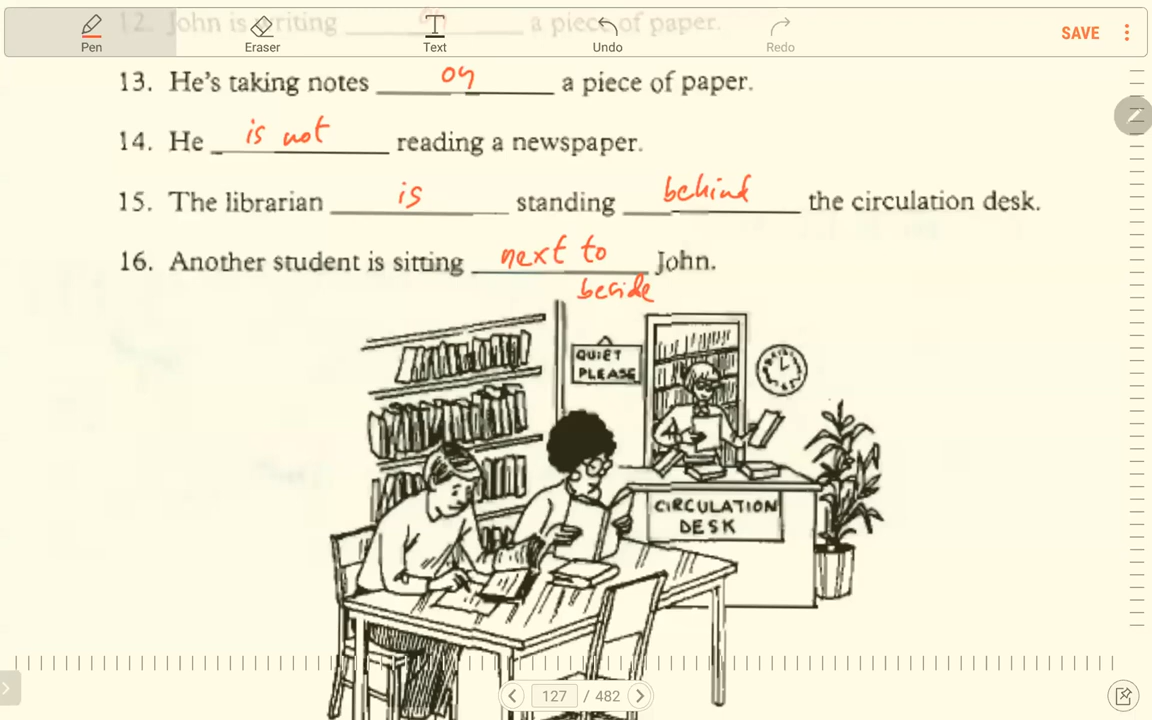 12. John is writing on a piece of paper.
Pen
Eraser
Text
Undo
Redo
SAVE
13. He's taking notes on a piece of paper.
14. He is not reading a newspaper.
15. The librarian is standing behind the circulation desk.
16. Another student is sitting next to John.
beside
QUIET
PLEASE
CIRCULATION
DESK
127 / 482